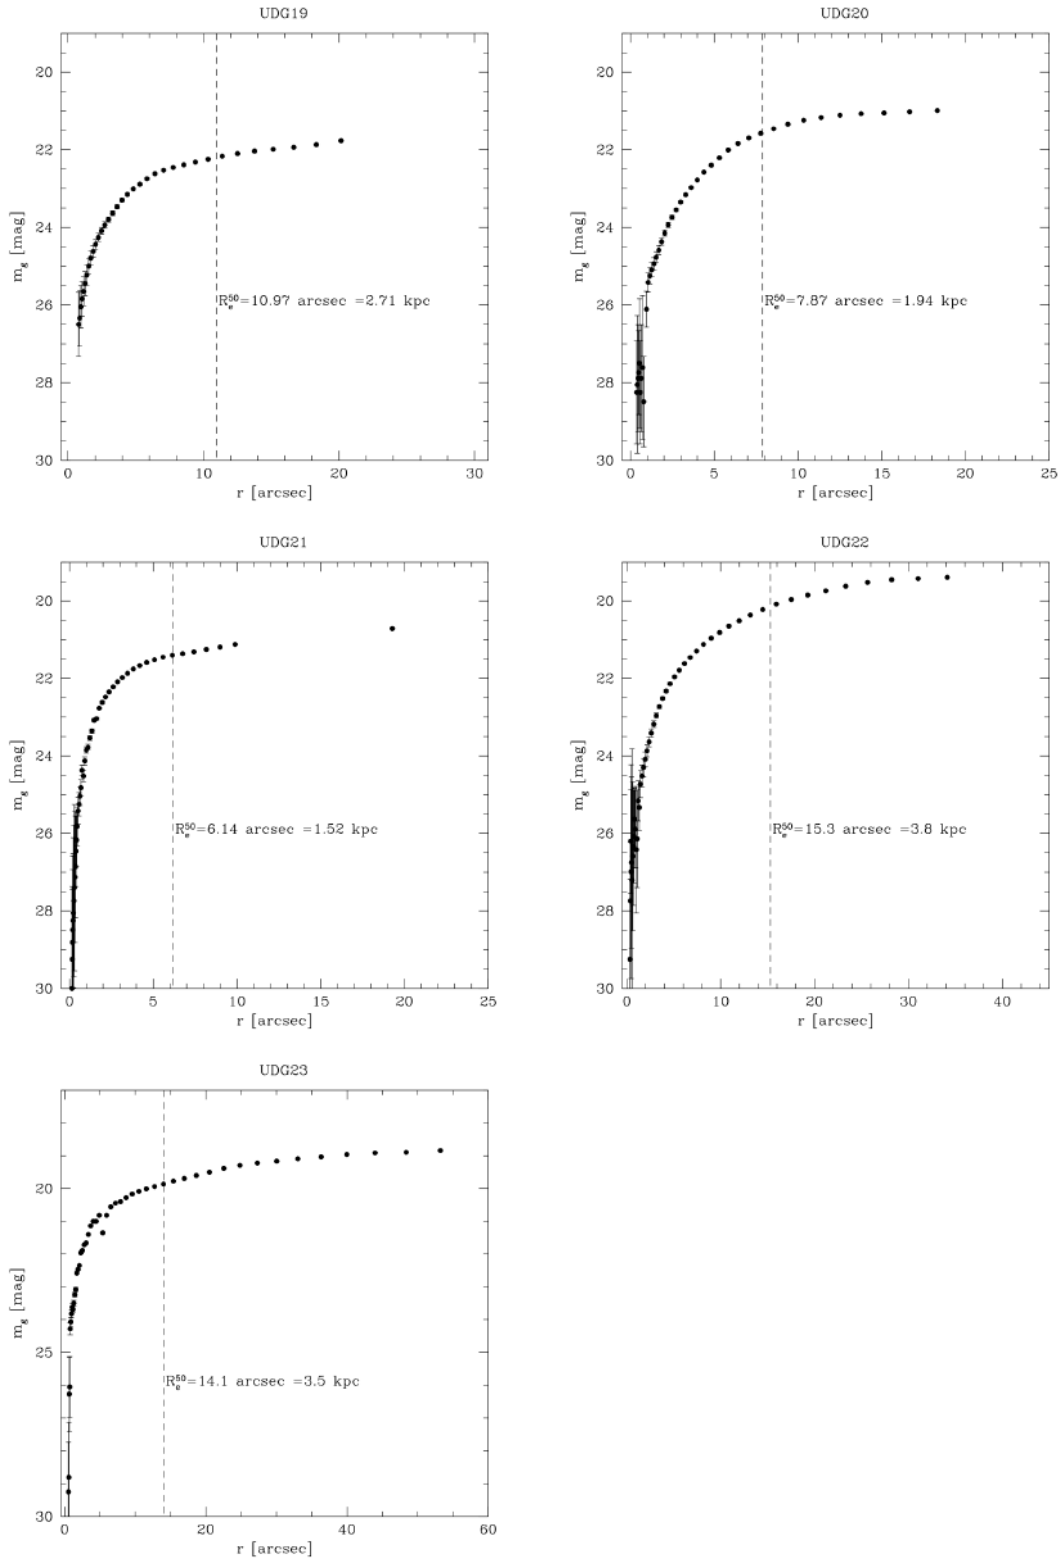 UDG19
20
22
24
26
28
30
m_g [mag]
R_e^50=10.97 arcsec =2.71 kpc
0 10 20 30
r [arcsec]
UDG20
20
22
24
26
28
30
m_g [mag]
R_e^50=7.87 arcsec =1.94 kpc
0 5 10 15 20 25
r [arcsec]
UDG21
20
22
24
26
28
30
m_g [mag]
R_e^50=6.14 arcsec =1.52 kpc
0 5 10 15 20 25
r [arcsec]
UDG22
20
22
24
26
28
30
m_g [mag]
R_e^50=15.3 arcsec =3.8 kpc
0 10 20 30 40
r [arcsec]
UDG23
20
25
30
m_g [mag]
R_e^50=14.1 arcsec =3.5 kpc
0 20 40 60
r [arcsec]